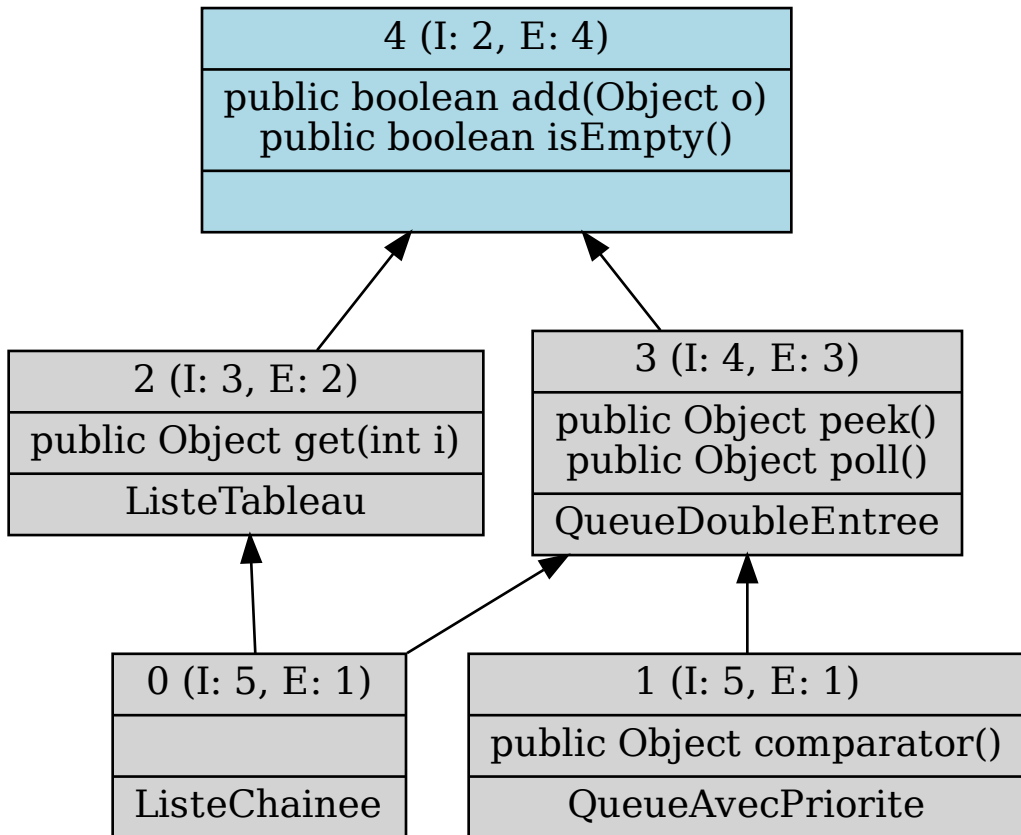 4 (I: 2, E: 4)
public boolean add(Object o)
public boolean isEmpty()
2 (I: 3, E: 2)
public Object get(int i)
ListeTableau
3 (I: 4, E: 3)
public Object peek()
public Object poll()
QueueDoubleEntree
0 (I: 5, E: 1)
ListeChainee
1 (I: 5, E: 1)
public Object comparator()
QueueAvecPriorite